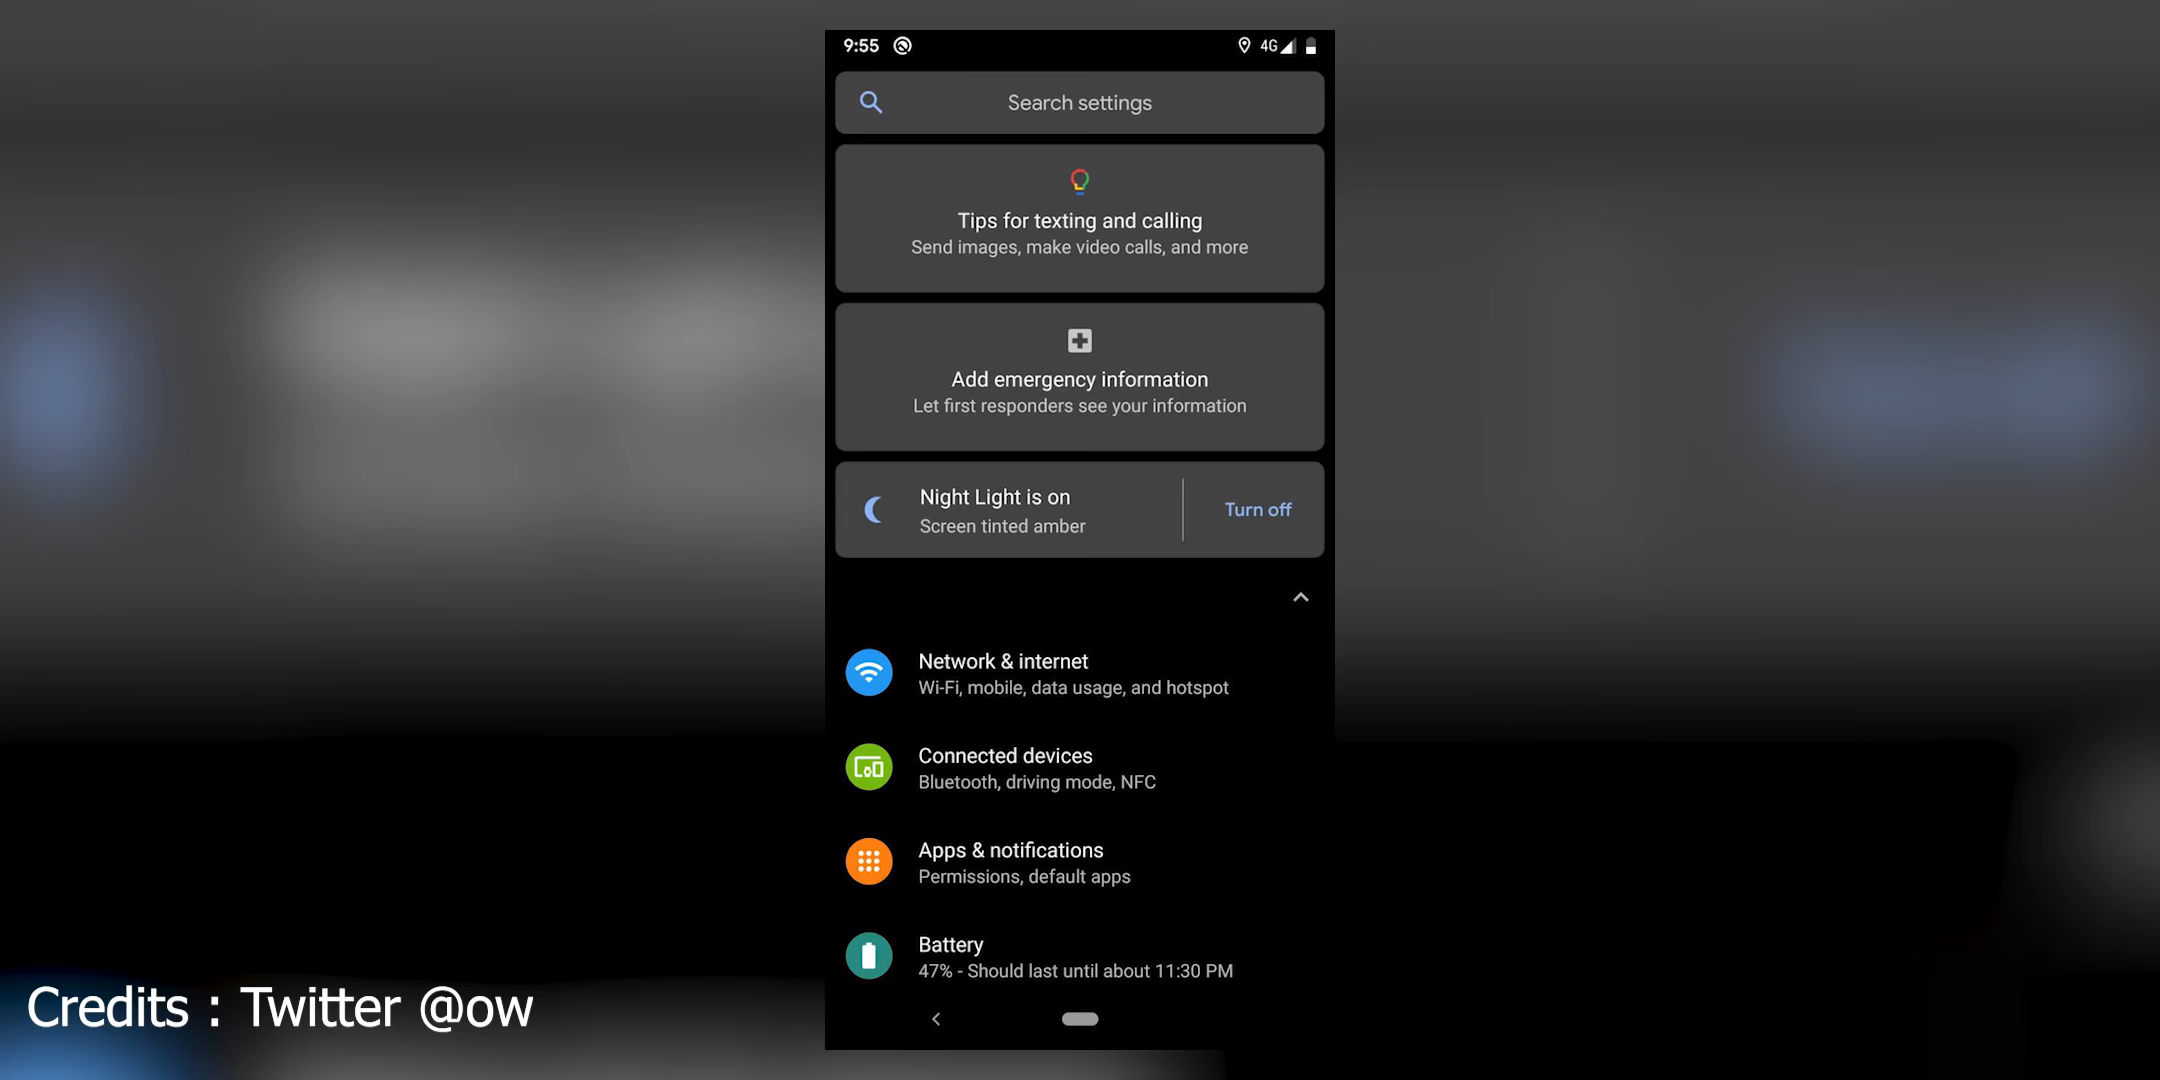 9:55
4G
Search settings
Tips for texting and calling
Send images, make video calls, and more
Add emergency information
Let first responders see your information
Night Light is on
Screen tinted amber
Turn off
Network & internet
Wi-Fi, mobile, data usage, and hotspot
Connected devices
Bluetooth, driving mode, NFC
Apps & notifications
Permissions, default apps
Battery
47% - Should last until about 11:30 PM
Credits : Twitter @ow